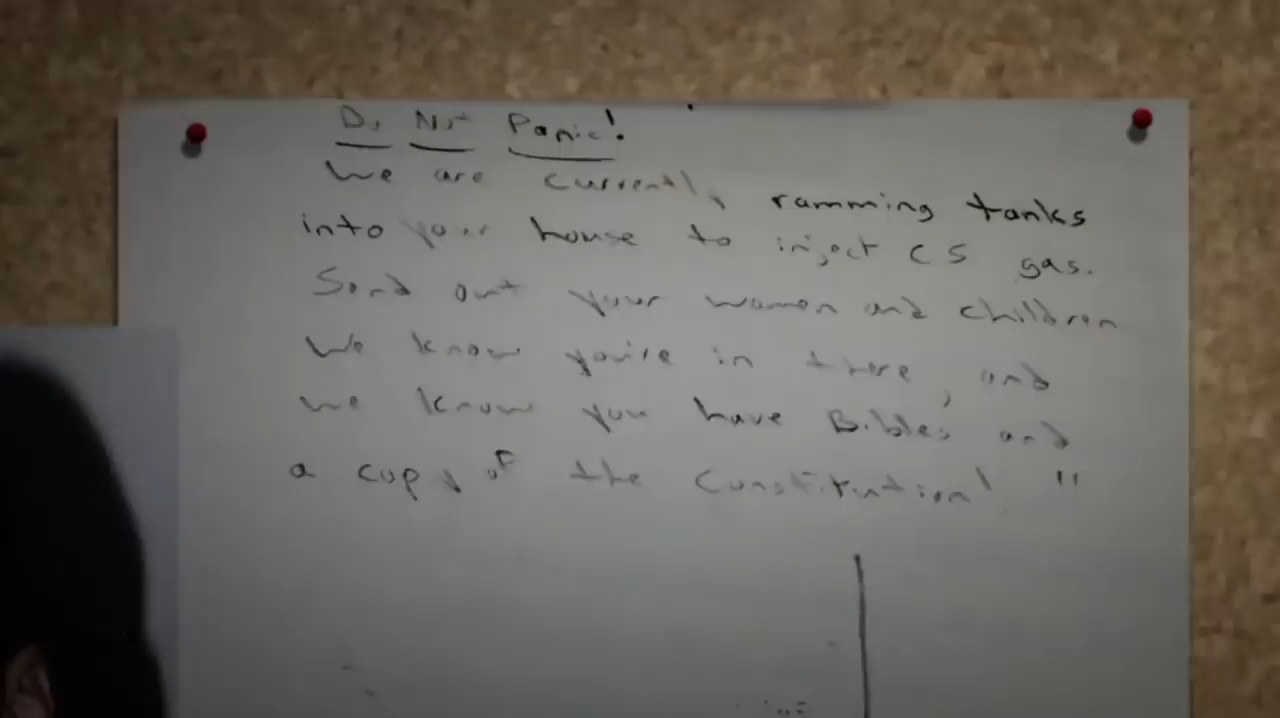 Do Not Panic!
We are currently ramming tanks
into your house to inject CS gas.
Send out your women and children
We know you're in there, and
we know you have Bibles and
a copy of the Constitution! "